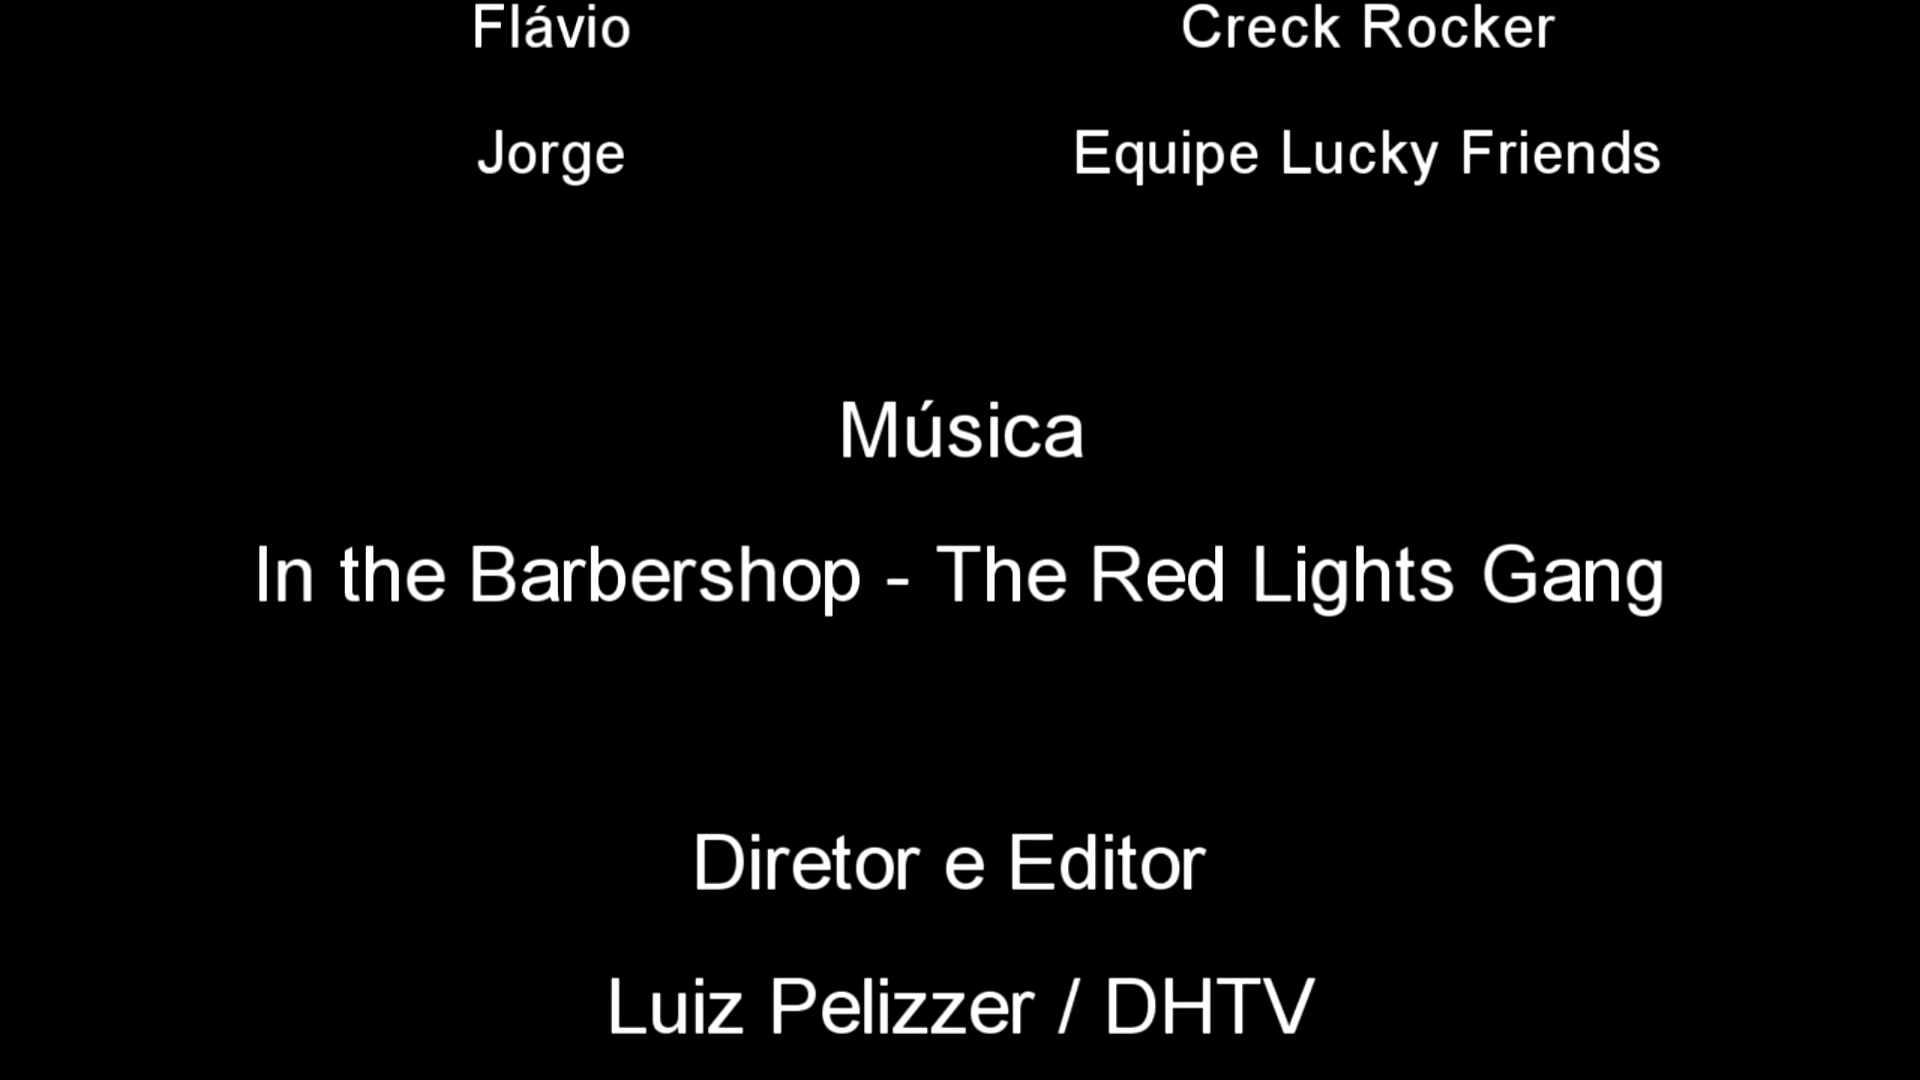 Flávio Creck Rocker
Jorge Equipe Lucky Friends
Música
In the Barbershop - The Red Lights Gang
Diretor e Editor
Luiz Pelizzer / DHTV